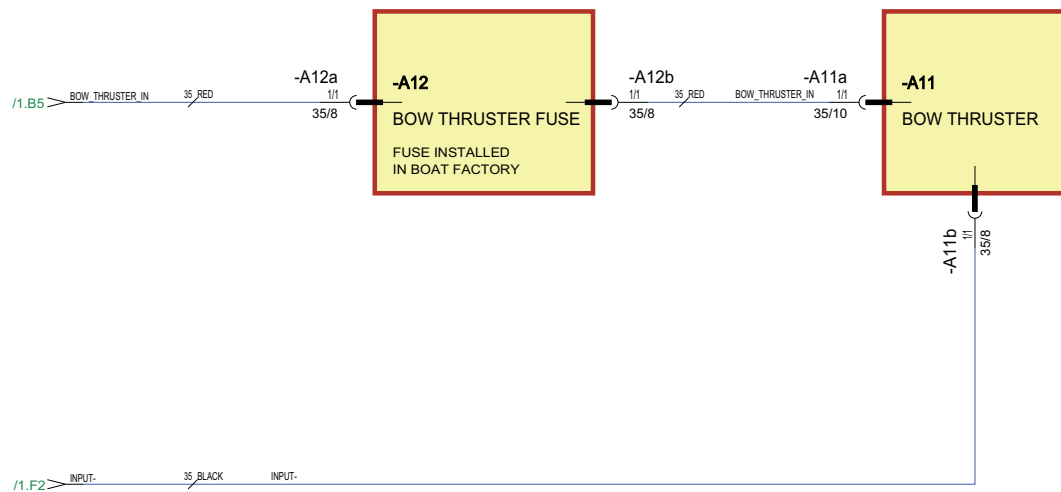 /1.B5
BOW_THRUSTER_IN
35_RED
-A12a
1/1
35/8
-A12
BOW THRUSTER FUSE
FUSE INSTALLED
IN BOAT FACTORY
-A12b
1/1
35/8
35_RED
BOW_THRUSTER_IN
-A11a
1/1
35/10
-A11
BOW THRUSTER
-A11b
1/1
35/8
/1.F2
INPUT-
35_BLACK
INPUT-